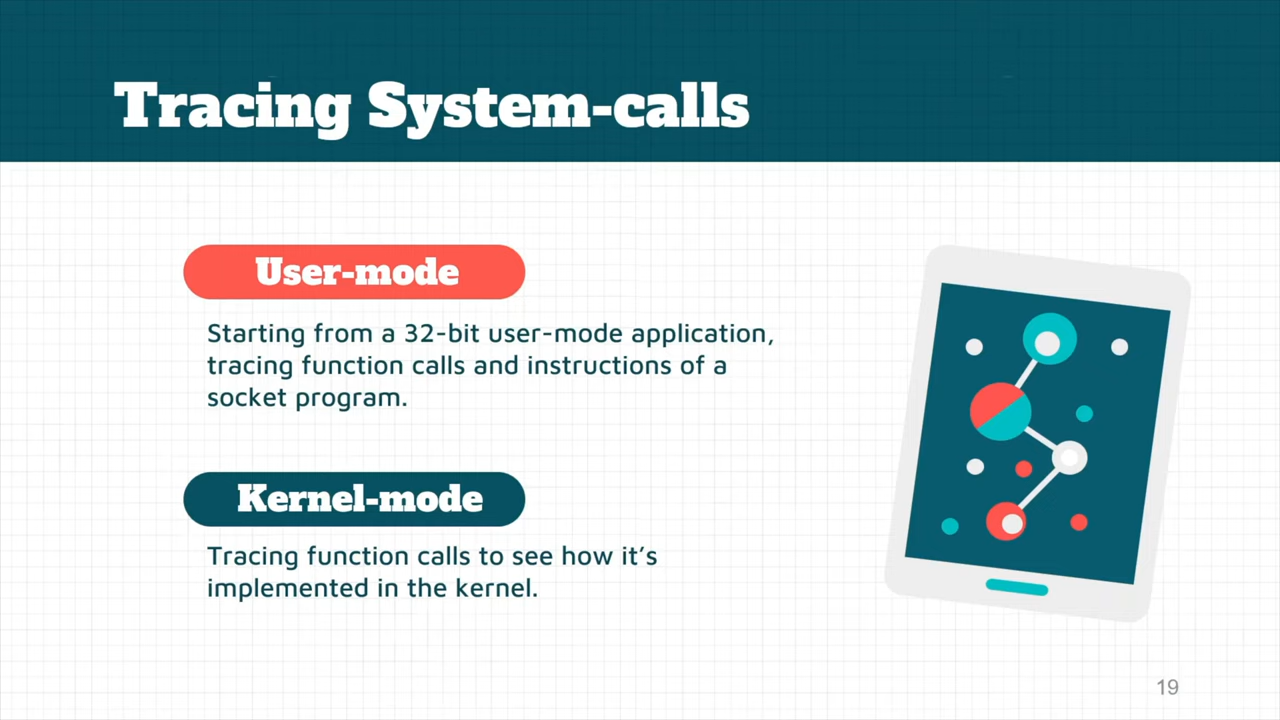 Tracing System-calls
User-mode
Starting from a 32-bit user-mode application,
tracing function calls and instructions of a
socket program.
Kernel-mode
Tracing function calls to see how it’s
implemented in the kernel.
19